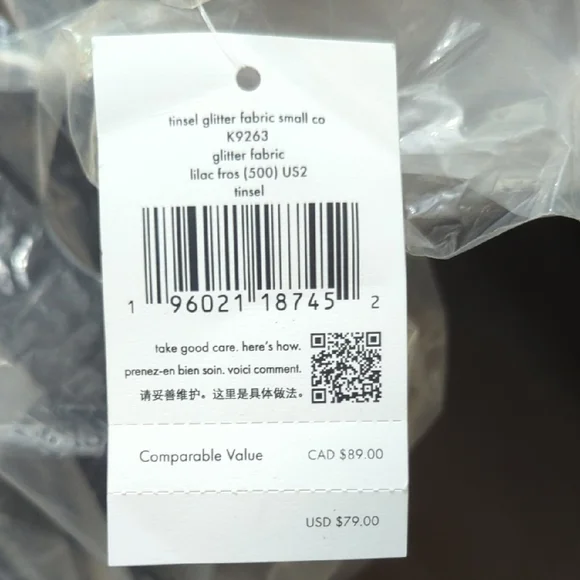 tinsel glitter fabric small co
K9263
glitter fabric
lilac fros (500) US2
tinsel
1 96021 18745 2
take good care. here's how.
prenez-en bien soin. voici comment.
请妥善维护。这里是具体做法。
Comparable Value CAD $89.00
USD $79.00